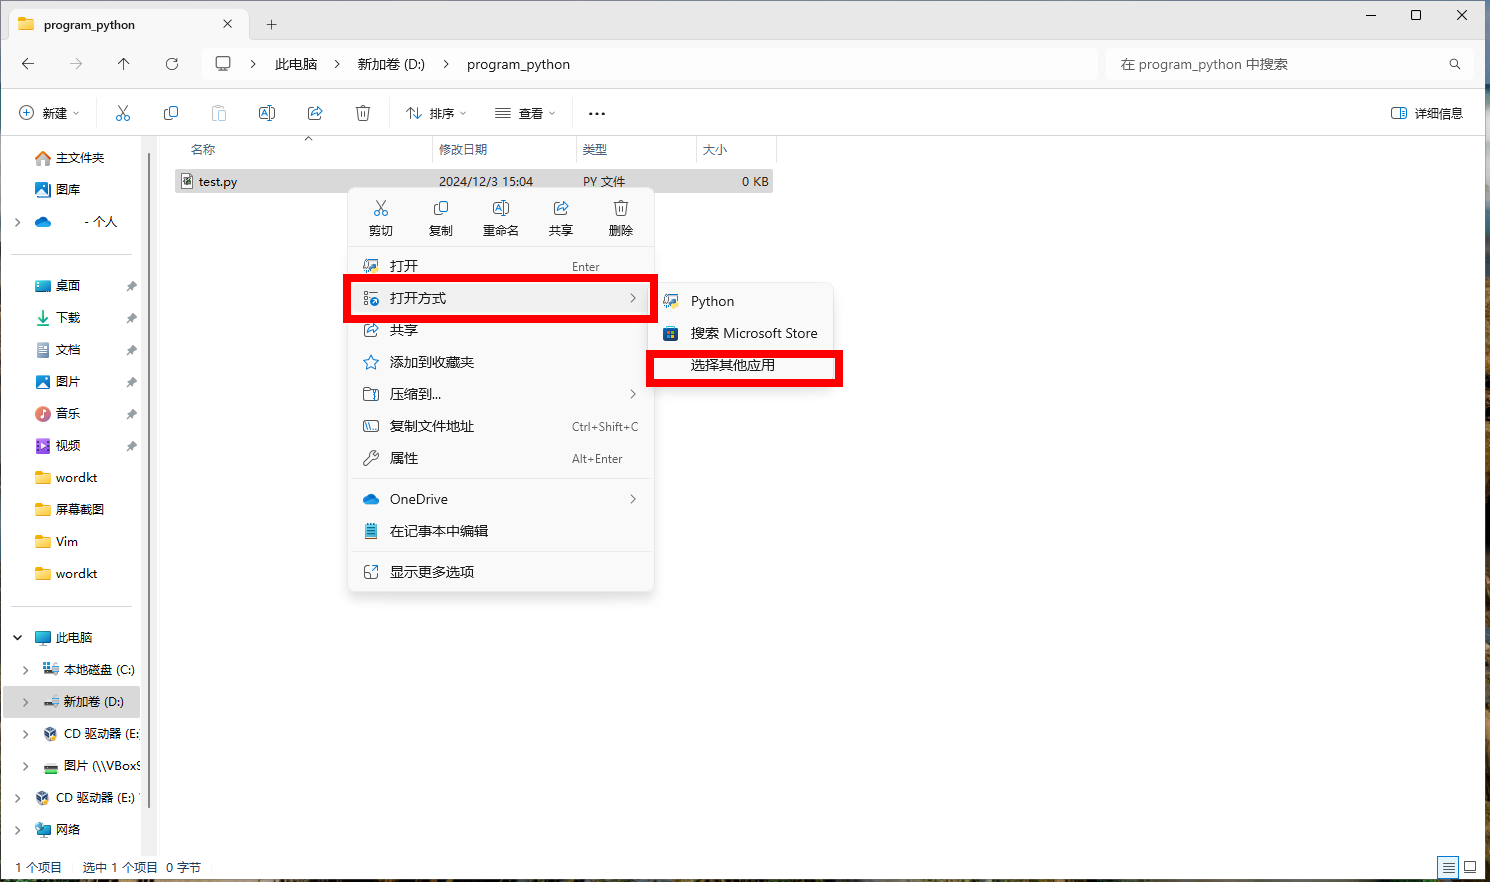 program_python
此电脑 新加卷 (D:) program_python
在 program_python 中搜索
新建 排序 查看 详细信息
名称 修改日期 类型 大小
test.py 2024/12/3 15:04 PY 文件 0 KB
主文件夹
图库
- 个人
桌面
下载
文档
图片
音乐
视频
wordkt
屏幕截图
Vim
wordkt
此电脑
本地磁盘 (C:)
新加卷 (D:)
CD 驱动器 (E:
图片 (\\VBoxS
CD 驱动器 (E:)
网络
剪切 复制 重命名 共享 删除
打开 Enter
打开方式
共享
添加到收藏夹
压缩到...
复制文件地址 Ctrl+Shift+C
属性 Alt+Enter
OneDrive
在记事本中编辑
显示更多选项
Python
搜索 Microsoft Store
选择其他应用
1 个项目 选中 1 个项目 0 字节